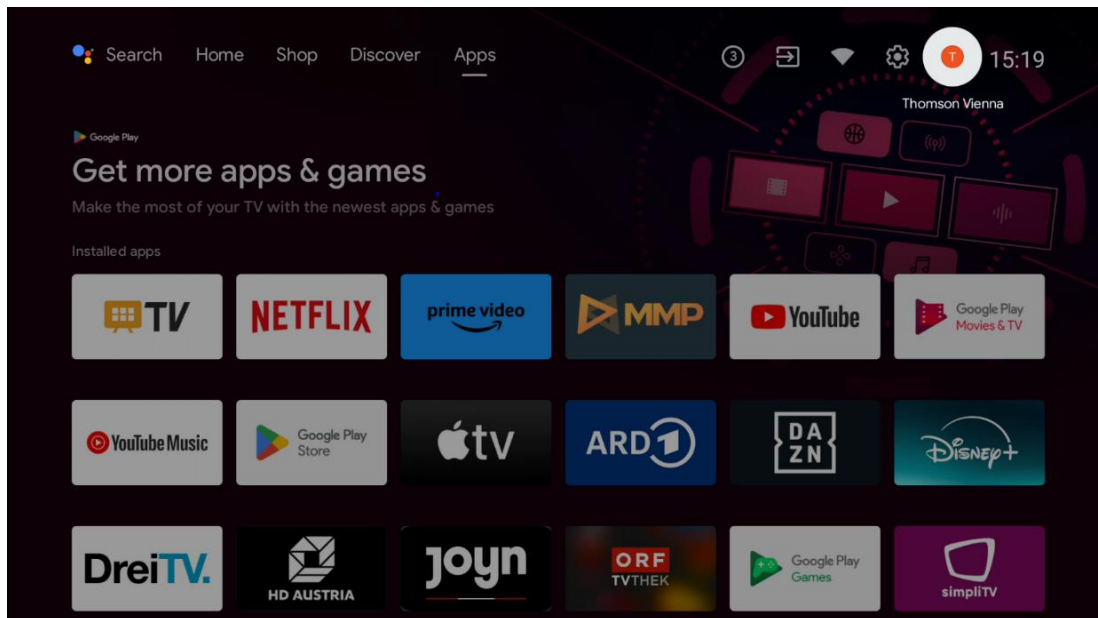 Search Home Shop Discover Apps 3 T 15:19
Thomson Vienna
Google Play
Get more apps & games
Make the most of your TV with the newest apps & games
Installed apps
TV NETFLIX prime video MMP YouTube Google Play
Movies & TV
YouTube Music Google Play
Store tv ARD 1 DA
ZN Disney+
DreiTV. HD AUSTRIA joyn ORF
TVTHEK Google Play
Games simpliTV